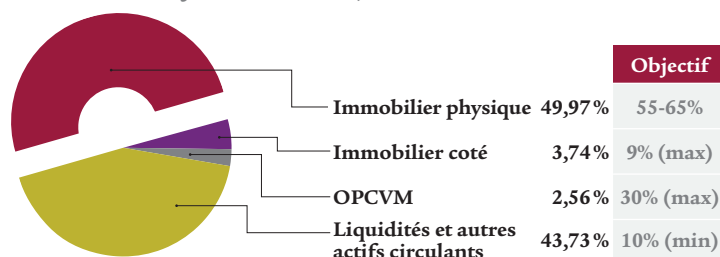 Objectif
Immobilier physique 49,97% 55-65%
Immobilier coté 3,74% 9% (max)
OPCVM 2,56% 30% (max)
Liquidités et autres
actifs circulants 43,73% 10% (min)